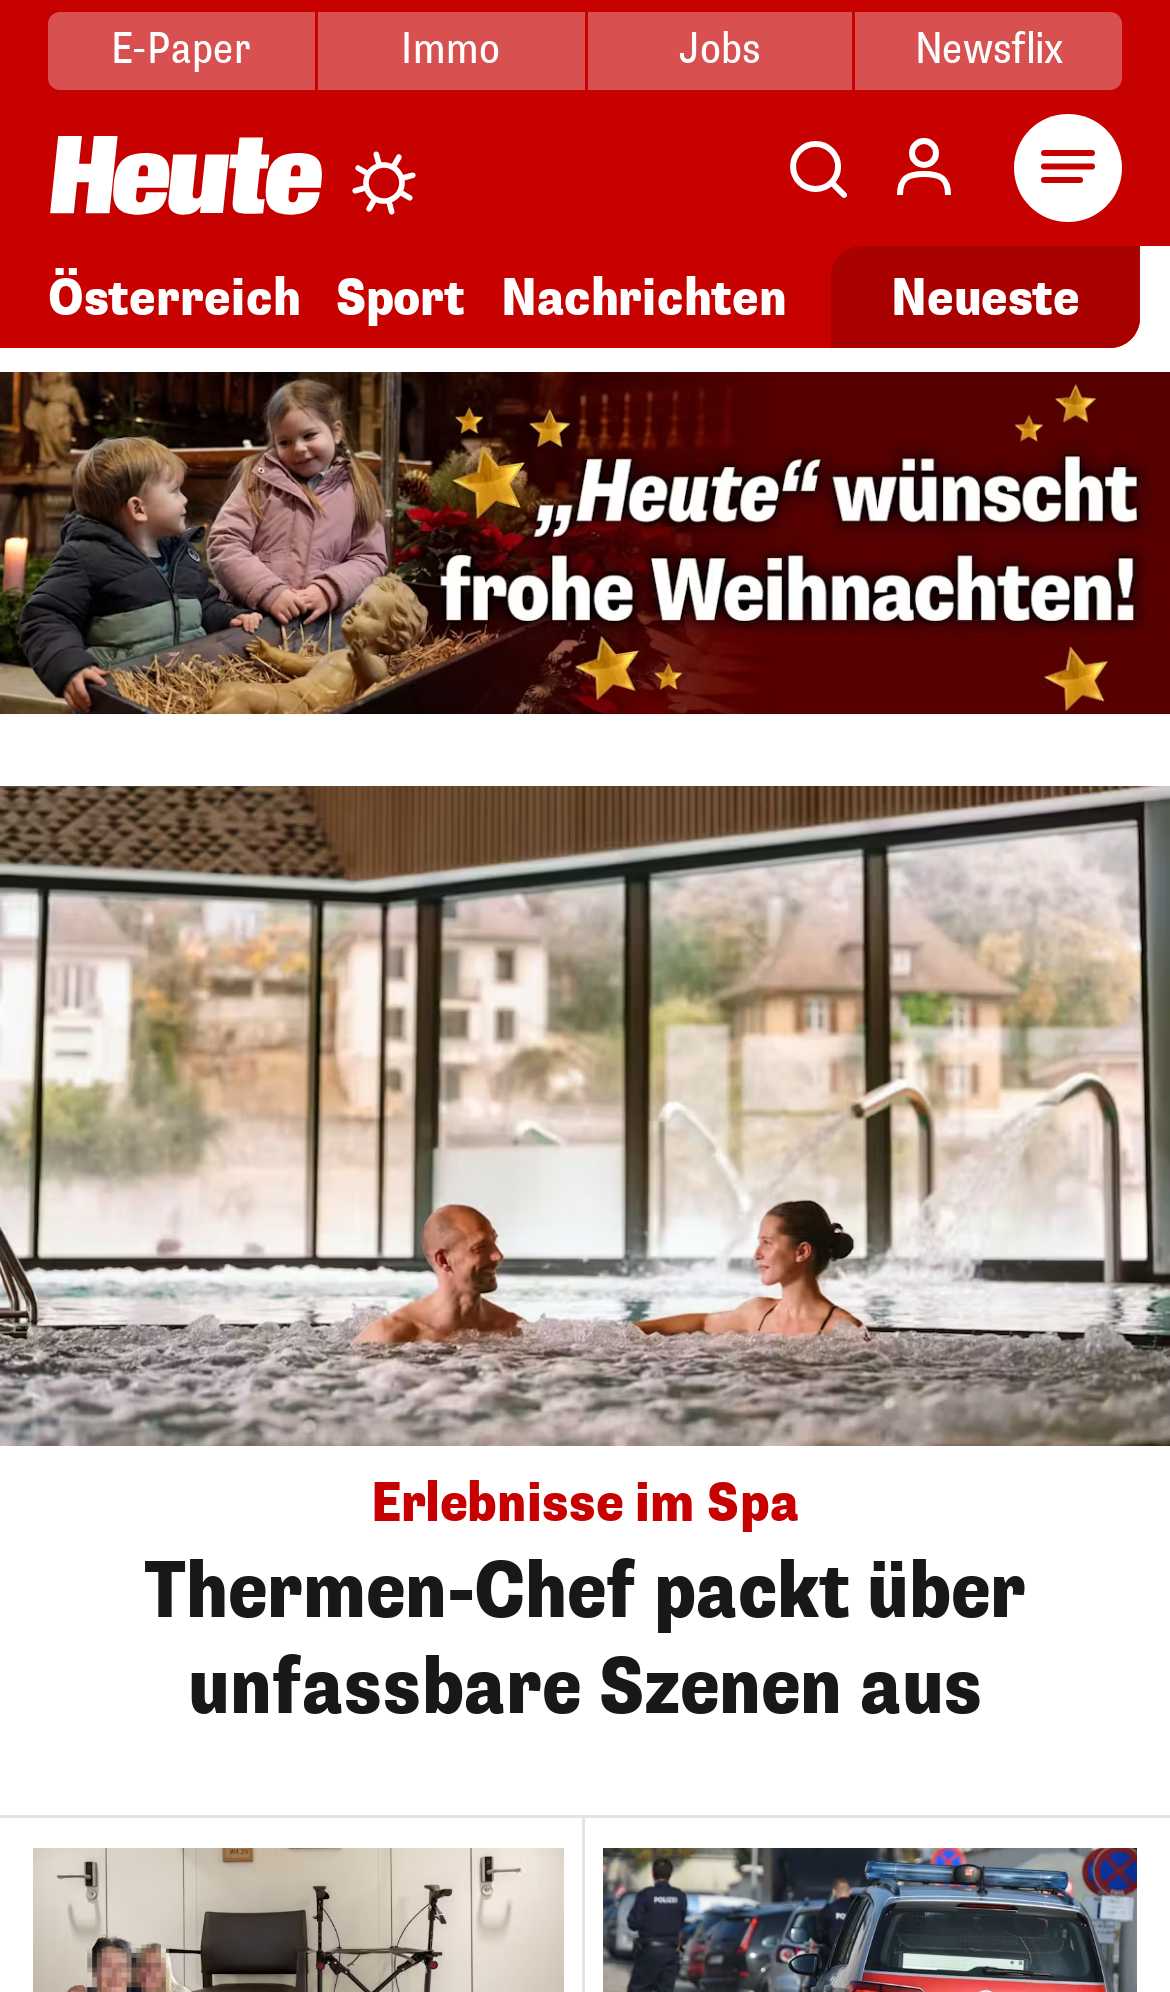 E-Paper
Immo
Jobs
Newsflix
Heute
Österreich
Sport
Nachrichten
Neueste
„Heute“ wünscht
frohe Weihnachten!
Erlebnisse im Spa
Thermen-Chef packt über
unfassbare Szenen aus
POLIZEI